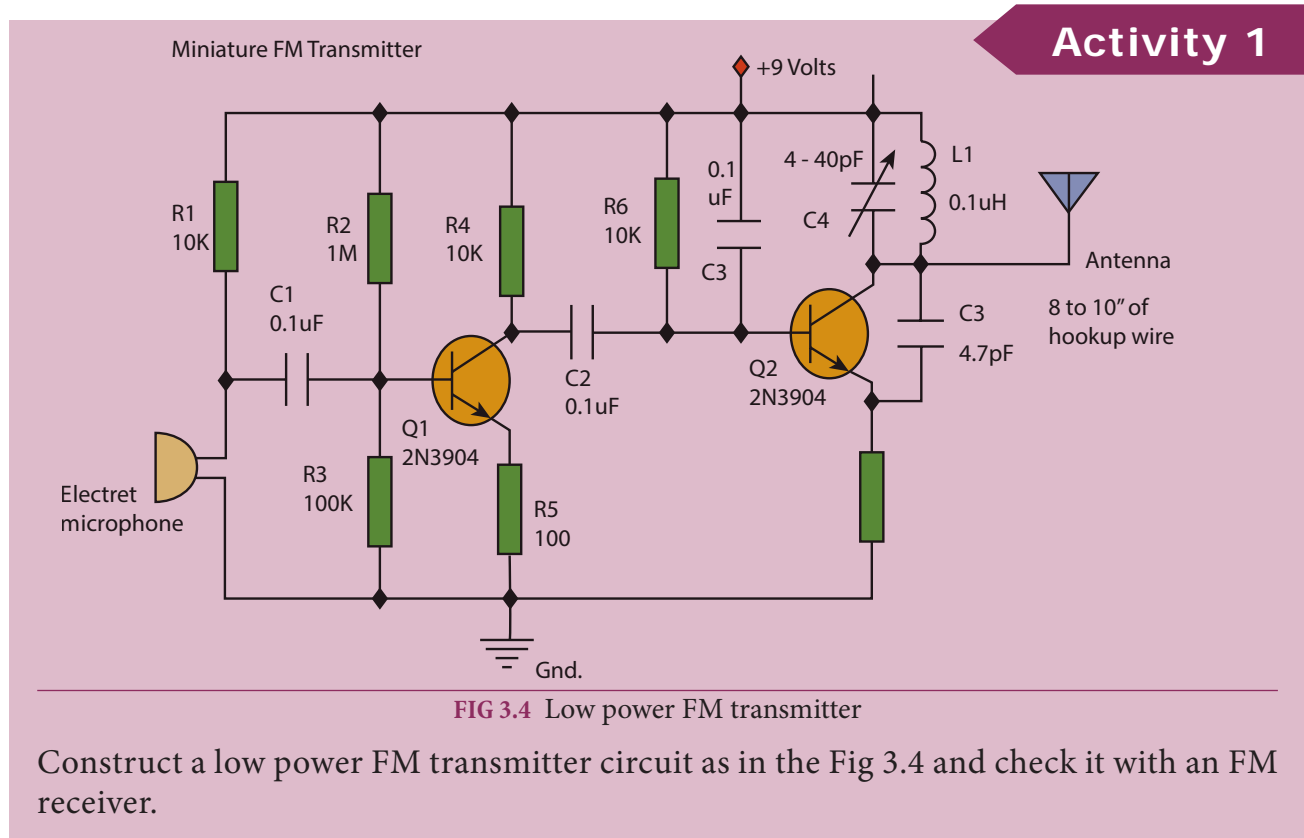 Activity 1
Miniature FM Transmitter
+9 Volts
R1
10K
C1
0.1uF
R2
1M
R4
10K
R6
10K
0.1
uF
C3
4 - 40pF
C4
L1
0.1uH
Antenna
8 to 10” of
hookup wire
C3
4.7pF
Q2
2N3904
C2
0.1uF
Q1
2N3904
R3
100K
R5
100
Electret
microphone
Gnd.
FIG 3.4 Low power FM transmitter
Construct a low power FM transmitter circuit as in the Fig 3.4 and check it with an FM
receiver.